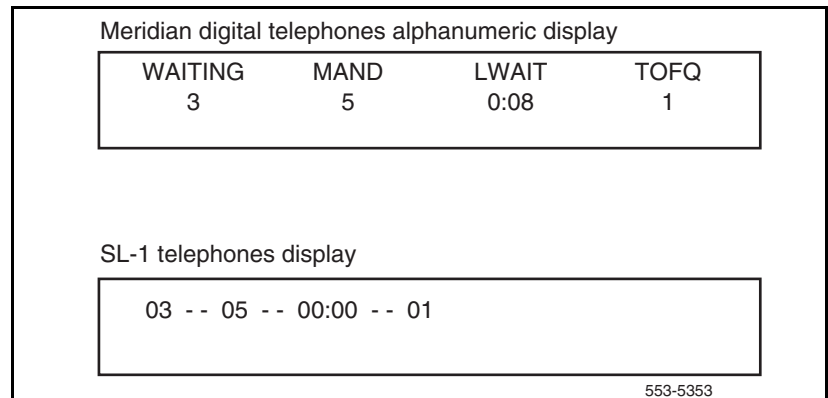 Meridian digital telephones alphanumeric display
WAITING MAND LWAIT TOFQ
3 5 0:08 1
SL-1 telephones display
03 - - 05 - - 00:00 - - 01
553-5353